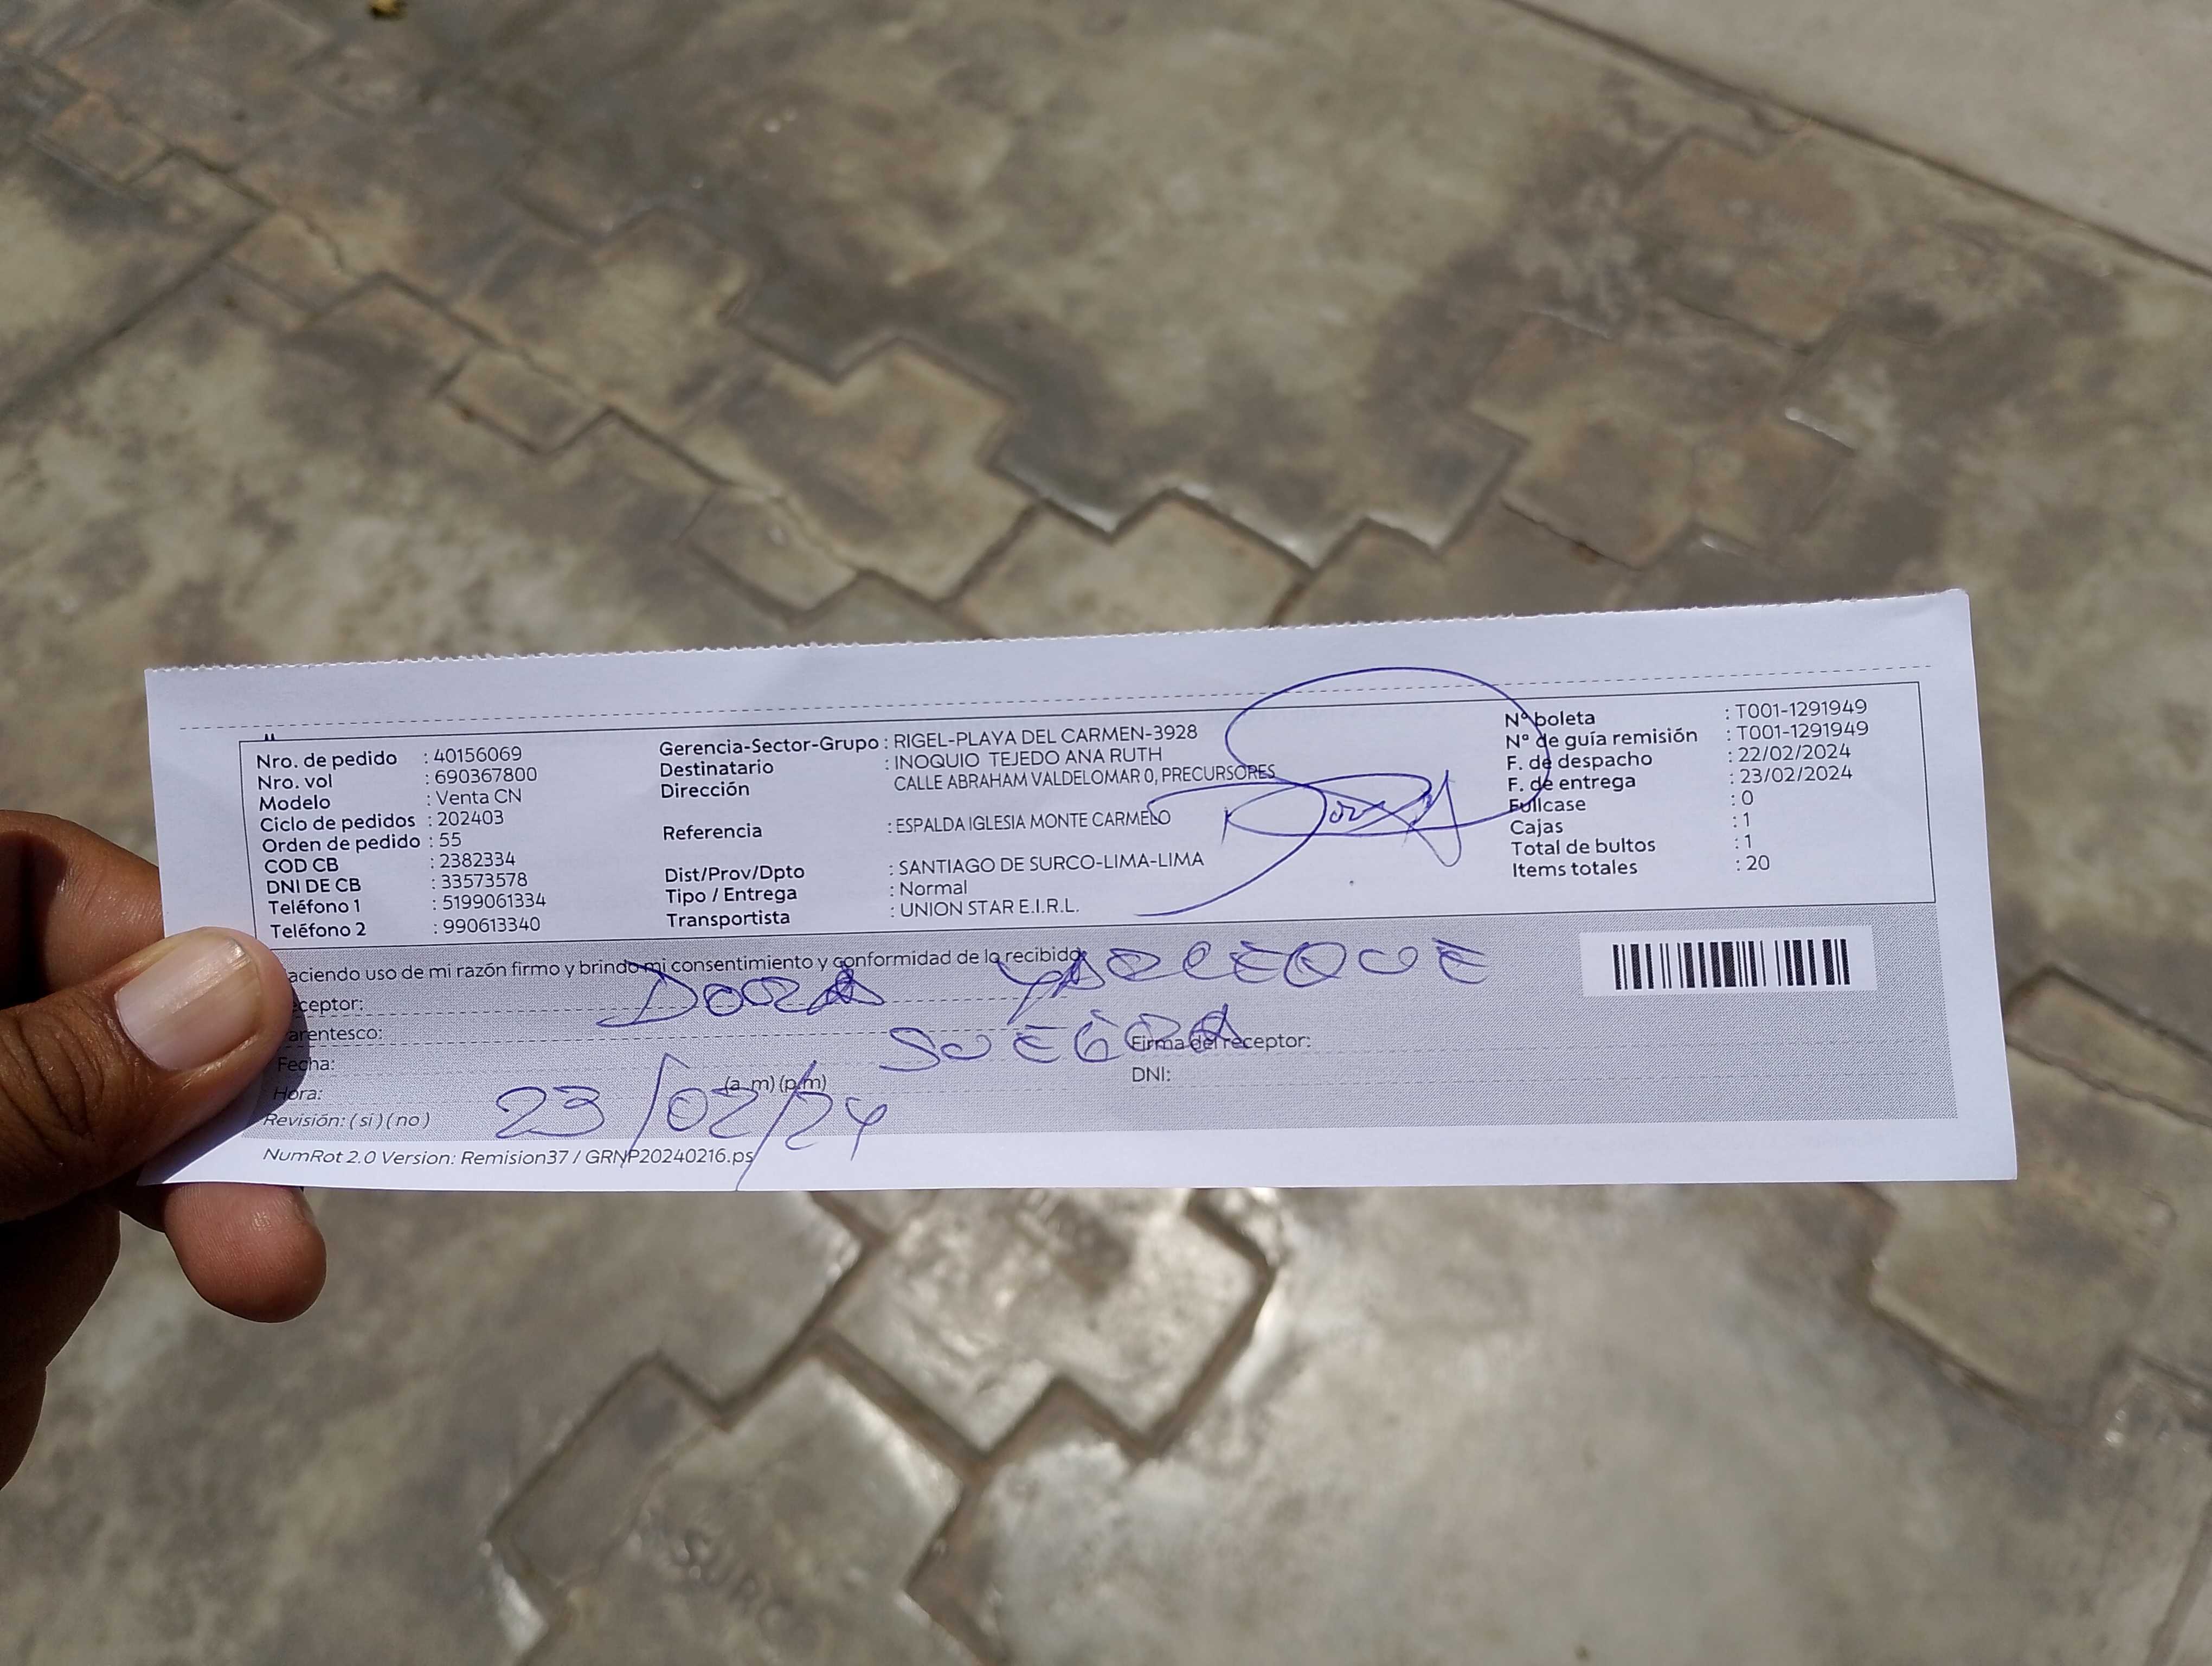 Nro. de pedido : 40156069
Nro. vol : 690367800
Modelo : Venta CN
Ciclo de pedidos : 202403
Orden de pedido : 55
COD CB : 2382334
DNI DE CB : 33573578
Teléfono 1 : 5199061334
Teléfono 2 : 990613340
Gerencia-Sector-Grupo : RIGEL-PLAYA DEL CARMEN-3928
Destinatario : INOQUIO TEJEDO ANA RUTH
Dirección CALLE ABRAHAM VALDELOMAR 0, PRECURSORES
Referencia : ESPALDA IGLESIA MONTE CARMELO
Dist/Prov/Dpto : SANTIAGO DE SURCO-LIMA-LIMA
Tipo / Entrega : Normal
Transportista : UNION STAR E.I.R.L.
N° boleta : T001-1291949
N° de guía remisión : T001-1291949
F. de despacho : 22/02/2024
F. de entrega : 23/02/2024
Fullcase : 0
Cajas : 1
Total de bultos : 1
Items totales : 20
aciendo uso de mi razón firmo y brindo mi consentimiento y conformidad de lo recibido
eceptor: DORA
arentesco: SUEGRA
Firma del receptor:
Fecha: 23/02/24
DNI:
Hora: (a.m) (p.m)
Revisión: ( si ) ( no )
NumRot 2.0 Version: Remision37 / GRNP20240216.ps
SURCO